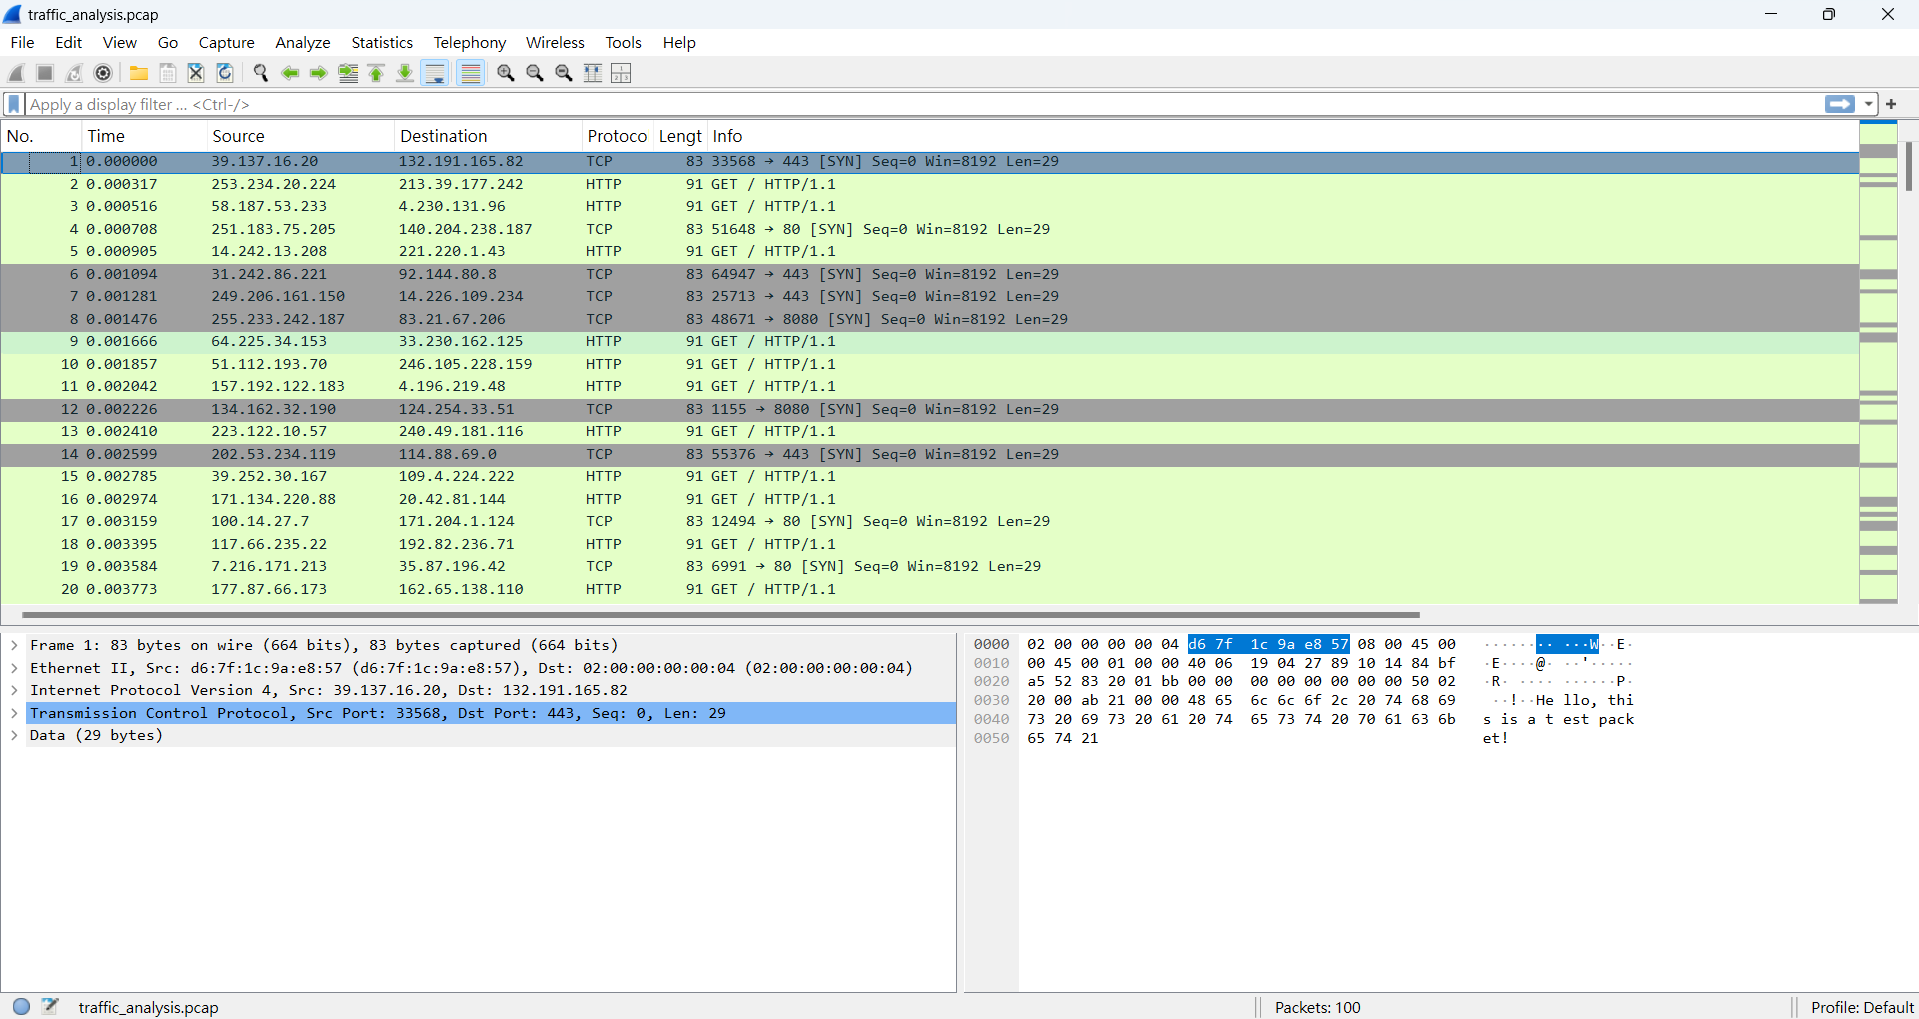 traffic_analysis.pcap
File Edit View Go Capture Analyze Statistics Telephony Wireless Tools Help
Apply a display filter ... <Ctrl-/>
No. Time Source Destination Protoco Lengt Info
1 0.000000 39.137.16.20 132.191.165.82 TCP 83 33568 → 443 [SYN] Seq=0 Win=8192 Len=29
2 0.000317 253.234.20.224 213.39.177.242 HTTP 91 GET / HTTP/1.1
3 0.000516 58.187.53.233 4.230.131.96 HTTP 91 GET / HTTP/1.1
4 0.000708 251.183.75.205 140.204.238.187 TCP 83 51648 → 80 [SYN] Seq=0 Win=8192 Len=29
5 0.000905 14.242.13.208 221.220.1.43 HTTP 91 GET / HTTP/1.1
6 0.001094 31.242.86.221 92.144.80.8 TCP 83 64947 → 443 [SYN] Seq=0 Win=8192 Len=29
7 0.001281 249.206.161.150 14.226.109.234 TCP 83 25713 → 443 [SYN] Seq=0 Win=8192 Len=29
8 0.001476 255.233.242.187 83.21.67.206 TCP 83 48671 → 8080 [SYN] Seq=0 Win=8192 Len=29
9 0.001666 64.225.34.153 33.230.162.125 HTTP 91 GET / HTTP/1.1
10 0.001857 51.112.193.70 246.105.228.159 HTTP 91 GET / HTTP/1.1
11 0.002042 157.192.122.183 4.196.219.48 HTTP 91 GET / HTTP/1.1
12 0.002226 134.162.32.190 124.254.33.51 TCP 83 1155 → 8080 [SYN] Seq=0 Win=8192 Len=29
13 0.002410 223.122.10.57 240.49.181.116 HTTP 91 GET / HTTP/1.1
14 0.002599 202.53.234.119 114.88.69.0 TCP 83 55376 → 443 [SYN] Seq=0 Win=8192 Len=29
15 0.002785 39.252.30.167 109.4.224.222 HTTP 91 GET / HTTP/1.1
16 0.002974 171.134.220.88 20.42.81.144 HTTP 91 GET / HTTP/1.1
17 0.003159 100.14.27.7 171.204.1.124 TCP 83 12494 → 80 [SYN] Seq=0 Win=8192 Len=29
18 0.003395 117.66.235.22 192.82.236.71 HTTP 91 GET / HTTP/1.1
19 0.003584 7.216.171.213 35.87.196.42 TCP 83 6991 → 80 [SYN] Seq=0 Win=8192 Len=29
20 0.003773 177.87.66.173 162.65.138.110 HTTP 91 GET / HTTP/1.1
Frame 1: 83 bytes on wire (664 bits), 83 bytes captured (664 bits)
Ethernet II, Src: d6:7f:1c:9a:e8:57 (d6:7f:1c:9a:e8:57), Dst: 02:00:00:00:00:04 (02:00:00:00:00:04)
Internet Protocol Version 4, Src: 39.137.16.20, Dst: 132.191.165.82
Transmission Control Protocol, Src Port: 33568, Dst Port: 443, Seq: 0, Len: 29
Data (29 bytes)
0000 02 00 00 00 00 04 d6 7f 1c 9a e8 57 08 00 45 00 ········ ···W··E·
0010 00 45 00 01 00 00 40 06 19 04 27 89 10 14 84 bf ·E····@· ··'·····
0020 a5 52 83 20 01 bb 00 00 00 00 00 00 00 00 50 02 ·R· ···· ······P·
0030 20 00 ab 21 00 00 48 65 6c 6c 6f 2c 20 74 68 69 ··!··He llo, thi
0040 73 20 69 73 20 61 20 74 65 73 74 20 70 61 63 6b s is a t est pack
0050 65 74 21 et!
traffic_analysis.pcap Packets: 100 Profile: Default